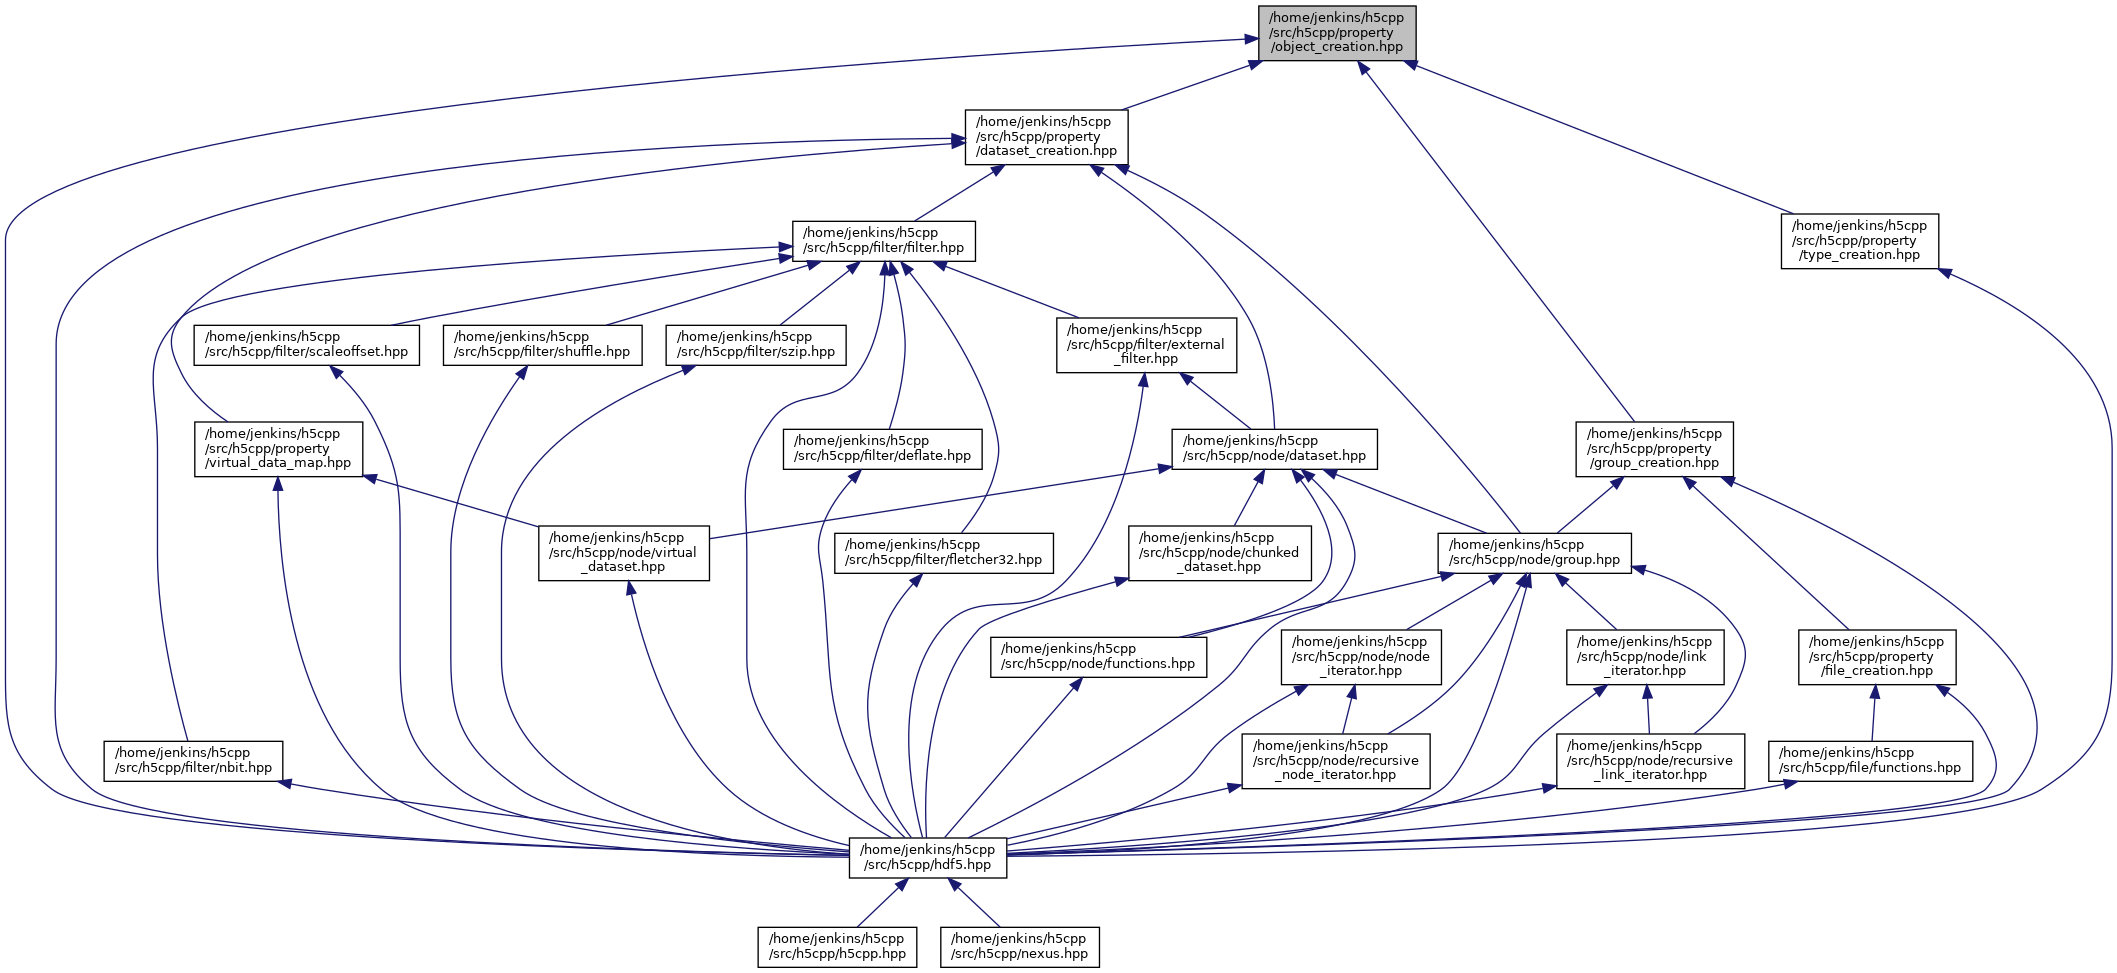 /home/jenkins/h5cpp
/src/h5cpp/property
/object_creation.hpp
/home/jenkins/h5cpp
/src/h5cpp/property
/dataset_creation.hpp
/home/jenkins/h5cpp
/src/h5cpp/property
/type_creation.hpp
/home/jenkins/h5cpp
/src/h5cpp/filter/filter.hpp
/home/jenkins/h5cpp
/src/h5cpp/filter/scaleoffset.hpp
/home/jenkins/h5cpp
/src/h5cpp/filter/shuffle.hpp
/home/jenkins/h5cpp
/src/h5cpp/filter/szip.hpp
/home/jenkins/h5cpp
/src/h5cpp/filter/external
_filter.hpp
/home/jenkins/h5cpp
/src/h5cpp/property
/virtual_data_map.hpp
/home/jenkins/h5cpp
/src/h5cpp/filter/deflate.hpp
/home/jenkins/h5cpp
/src/h5cpp/node/dataset.hpp
/home/jenkins/h5cpp
/src/h5cpp/property
/group_creation.hpp
/home/jenkins/h5cpp
/src/h5cpp/node/virtual
_dataset.hpp
/home/jenkins/h5cpp
/src/h5cpp/filter/fletcher32.hpp
/home/jenkins/h5cpp
/src/h5cpp/node/chunked
_dataset.hpp
/home/jenkins/h5cpp
/src/h5cpp/node/group.hpp
/home/jenkins/h5cpp
/src/h5cpp/node/functions.hpp
/home/jenkins/h5cpp
/src/h5cpp/node/node
_iterator.hpp
/home/jenkins/h5cpp
/src/h5cpp/node/link
_iterator.hpp
/home/jenkins/h5cpp
/src/h5cpp/property
/file_creation.hpp
/home/jenkins/h5cpp
/src/h5cpp/filter/nbit.hpp
/home/jenkins/h5cpp
/src/h5cpp/node/recursive
_node_iterator.hpp
/home/jenkins/h5cpp
/src/h5cpp/node/recursive
_link_iterator.hpp
/home/jenkins/h5cpp
/src/h5cpp/file/functions.hpp
/home/jenkins/h5cpp
/src/h5cpp/hdf5.hpp
/home/jenkins/h5cpp
/src/h5cpp/h5cpp.hpp
/home/jenkins/h5cpp
/src/h5cpp/nexus.hpp